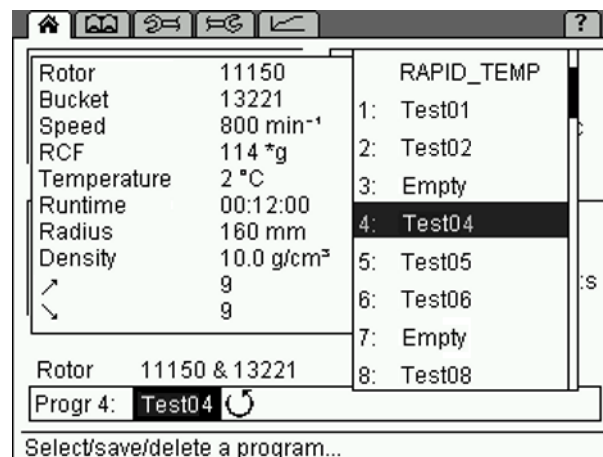 ?
Rotor 11150
Bucket 13221
Speed 800 min⁻¹
RCF 114 *g
Temperature 2 °C
Runtime 00:12:00
Radius 160 mm
Density 10.0 g/cm³
↗ 9
↘ 9
RAPID_TEMP
1: Test01
2: Test02
3: Empty
4: Test04
5: Test05
6: Test06
7: Empty
8: Test08
:s
Rotor 11150 & 13221
Progr 4: Test04
Select/save/delete a program...